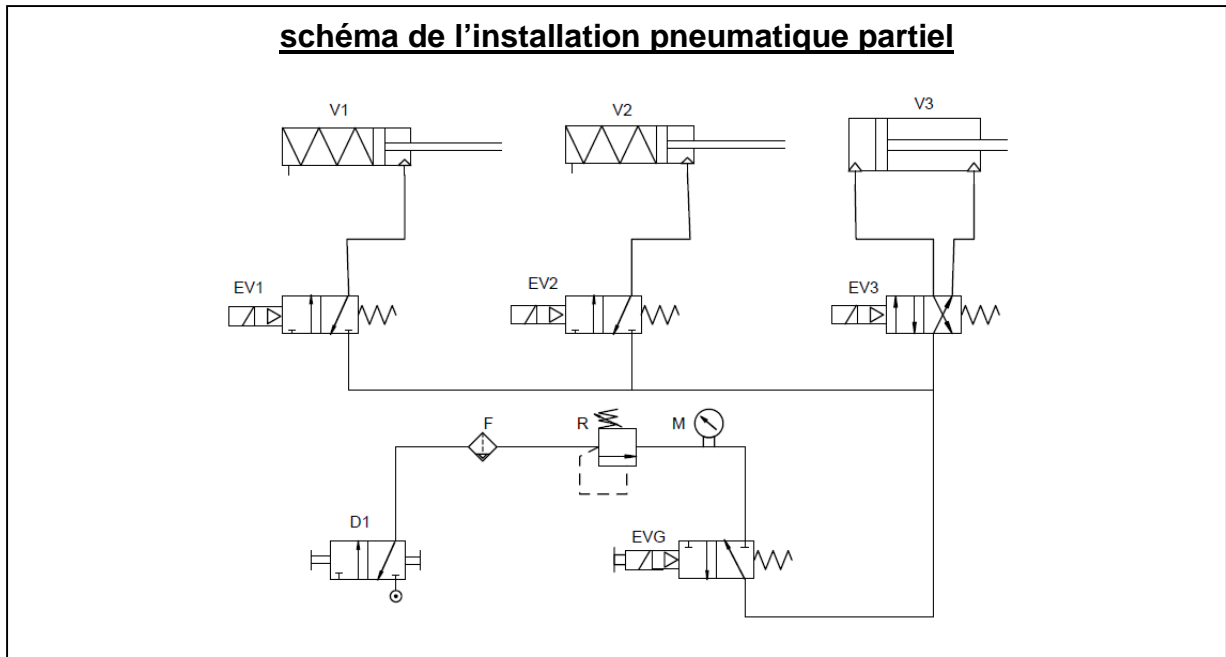 schéma de l'installation pneumatique partiel
V1
V2
V3
EV1
EV2
EV3
F
R
M
D1
EVG